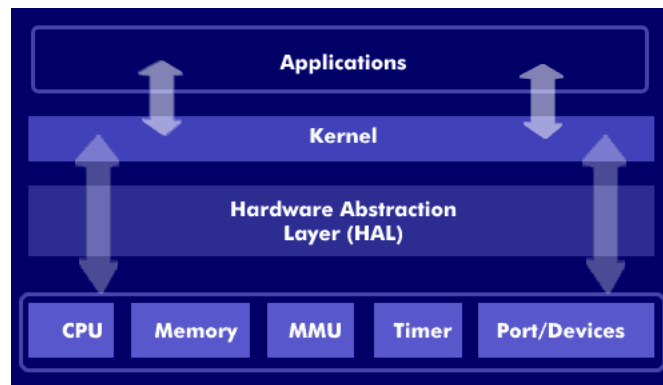 Applications
Kernel
Hardware Abstraction
Layer (HAL)
CPU Memory MMU Timer Port/Devices